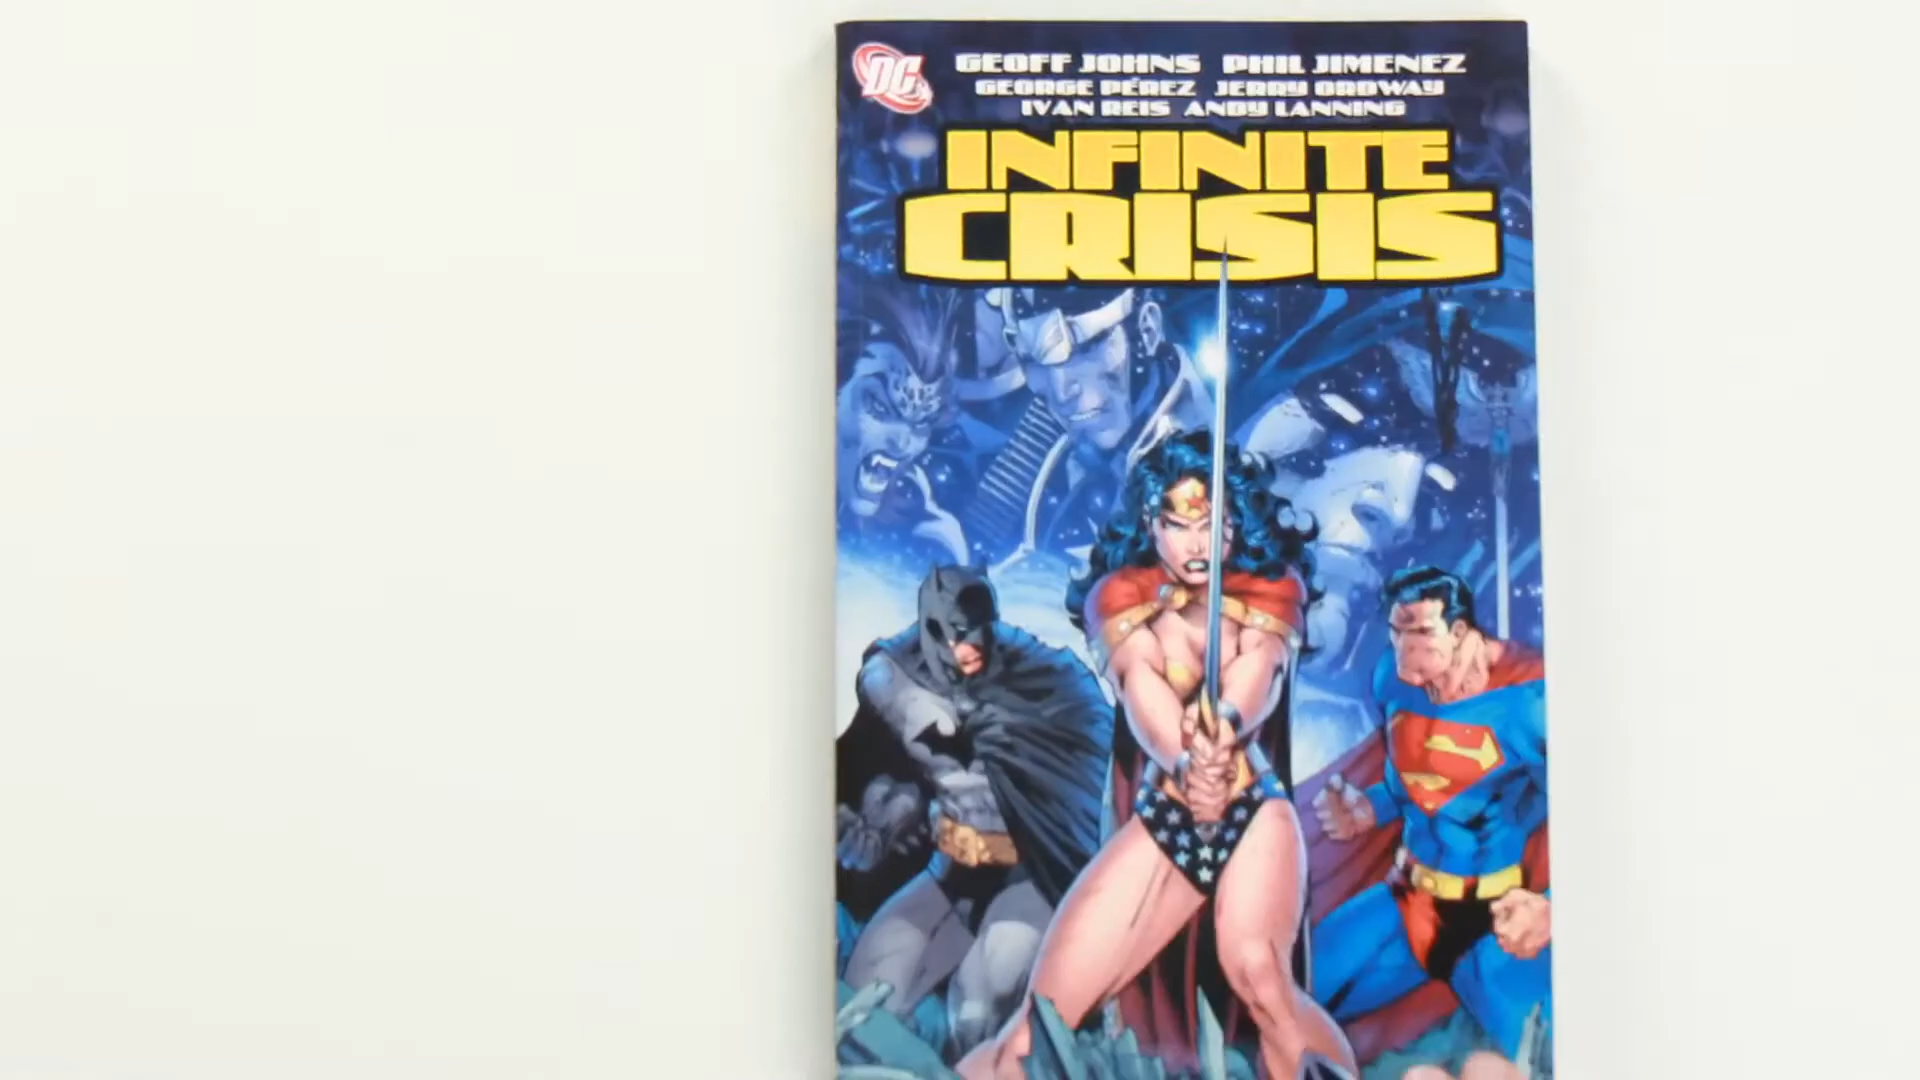 DC
GEOFF JOHNS PHIL JIMENEZ
GEORGE PÉREZ JERRY ORDWAY
IVAN REIS ANDY LANNING
INFINITE
CRISIS